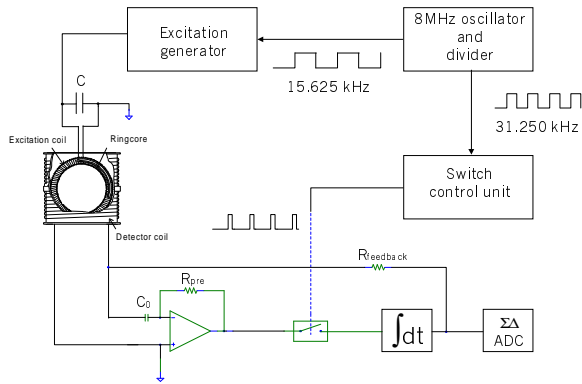 Excitation
generator
8MHz oscillator
and
divider
15.625 kHz
31.250 kHz
C
Excitation coil
Ringcore
Switch
control unit
Detector coil
Rfeedback
Rpre
C0
-
+
∫dt
ΣΔ
ADC